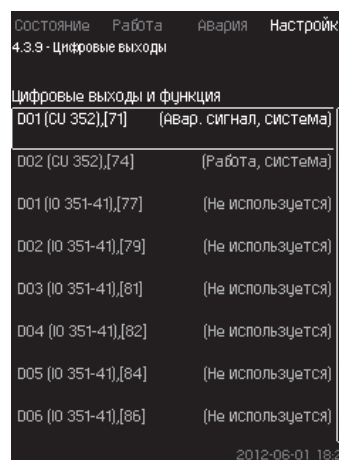 Состояние Работа Авария Настройк
4.3.9 - Цифровые выходы
Цифровые выходы и функция
DO1 (CU 352),[71] (Авар. сигнал, система)
DO2 (CU 352),[74] (Работа, система)
DO1 (IO 351-41),[77] (Не используется)
DO2 (IO 351-41),[79] (Не используется)
DO3 (IO 351-41),[81] (Не используется)
DO4 (IO 351-41),[82] (Не используется)
DO5 (IO 351-41),[84] (Не используется)
DO6 (IO 351-41),[86] (Не используется)
2012-06-01 18:2